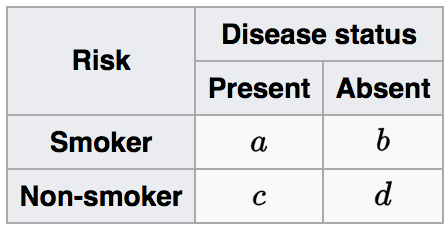 Risk Disease status
Present Absent
Smoker a b
Non-smoker c d